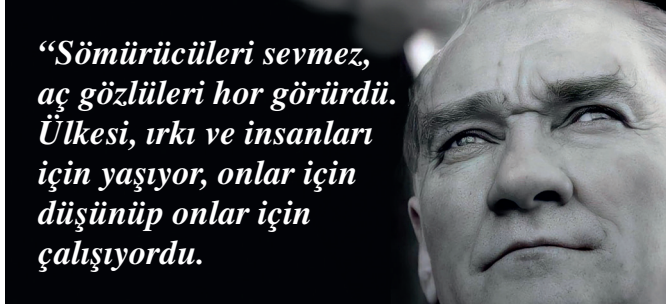 “Sömürücüleri sevmez,
aç gözlüleri hor görürdü.
Ülkesi, ırkı ve insanları
için yaşıyor, onlar için
düşünüp onlar için
çalışıyordu.